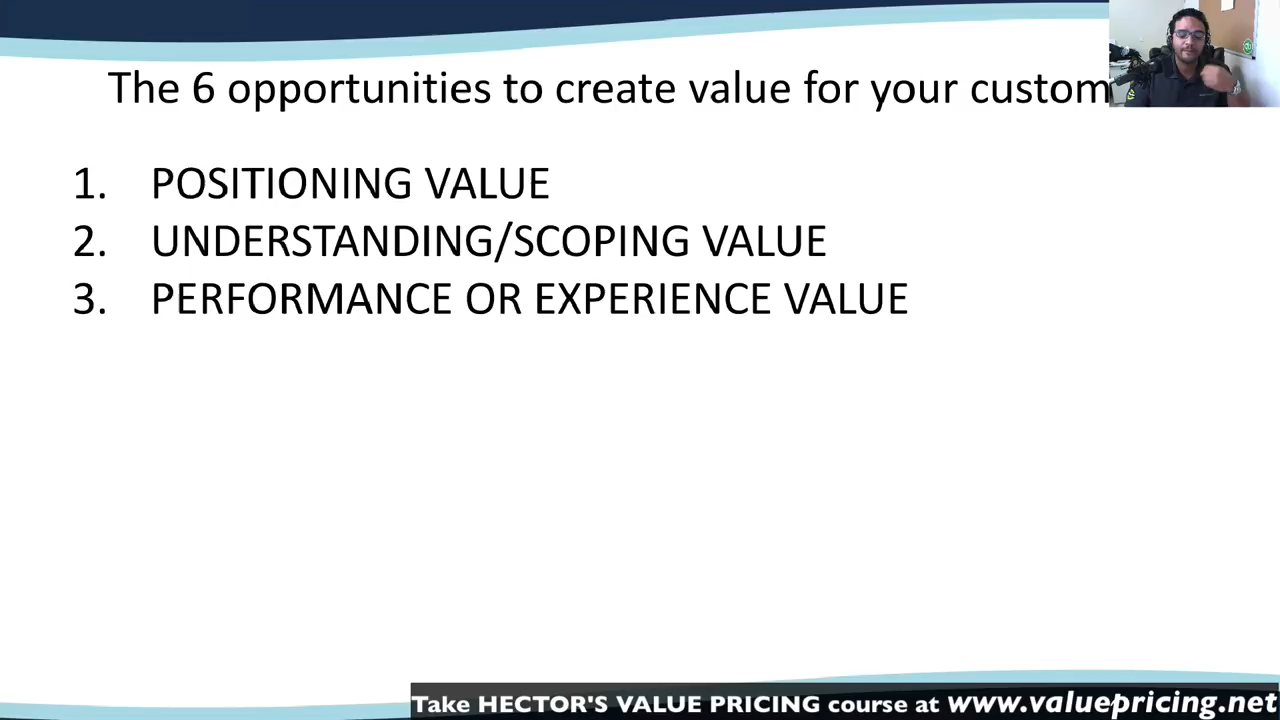 The 6 opportunities to create value for your custom
1. POSITIONING VALUE
2. UNDERSTANDING/SCOPING VALUE
3. PERFORMANCE OR EXPERIENCE VALUE
Take HECTOR'S VALUE PRICING course at www.valuepricing.net